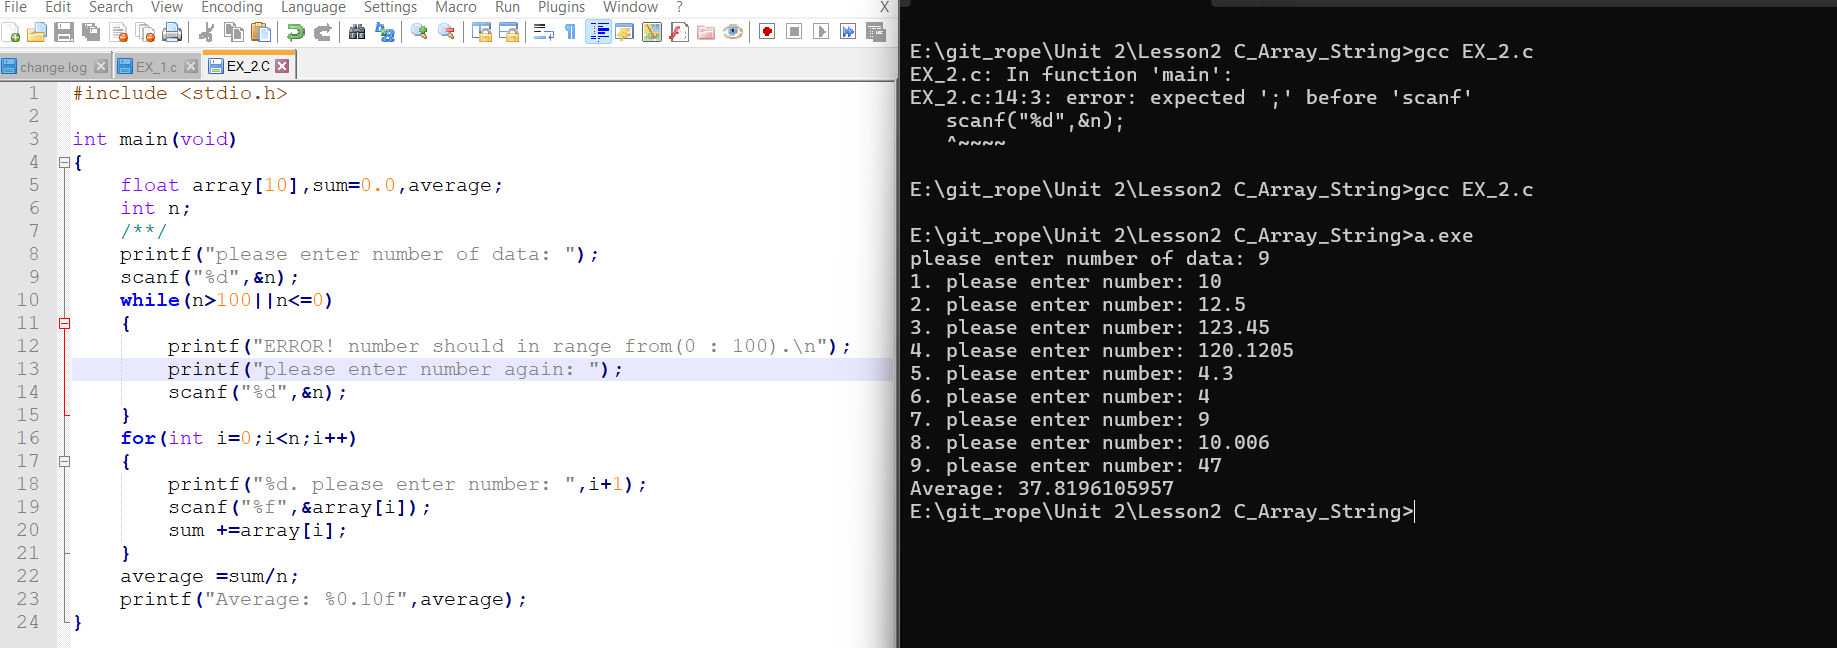 File Edit Search View Encoding Language Settings Macro Run Plugins Window ? X
change.log EX_1.c EX_2.C
1 #include <stdio.h>
2
3 int main(void)
4 {
5 float array[10],sum=0.0,average;
6 int n;
7 /**/
8 printf("please enter number of data: ");
9 scanf("%d",&n);
10 while(n>100||n<=0)
11 {
12 printf("ERROR! number should in range from(0 : 100).\n");
13 printf("please enter number again: ");
14 scanf("%d",&n);
15 }
16 for(int i=0;i<n;i++)
17 {
18 printf("%d. please enter number: ",i+1);
19 scanf("%f",&array[i]);
20 sum +=array[i];
21 }
22 average =sum/n;
23 printf("Average: %0.10f",average);
24 }
E:\git_rope\Unit 2\Lesson2 C_Array_String>gcc EX_2.c
EX_2.c: In function 'main':
EX_2.c:14:3: error: expected ';' before 'scanf'
scanf("%d",&n);
^~~~~
E:\git_rope\Unit 2\Lesson2 C_Array_String>gcc EX_2.c
E:\git_rope\Unit 2\Lesson2 C_Array_String>a.exe
please enter number of data: 9
1. please enter number: 10
2. please enter number: 12.5
3. please enter number: 123.45
4. please enter number: 120.1205
5. please enter number: 4.3
6. please enter number: 4
7. please enter number: 9
8. please enter number: 10.006
9. please enter number: 47
Average: 37.8196105957
E:\git_rope\Unit 2\Lesson2 C_Array_String>